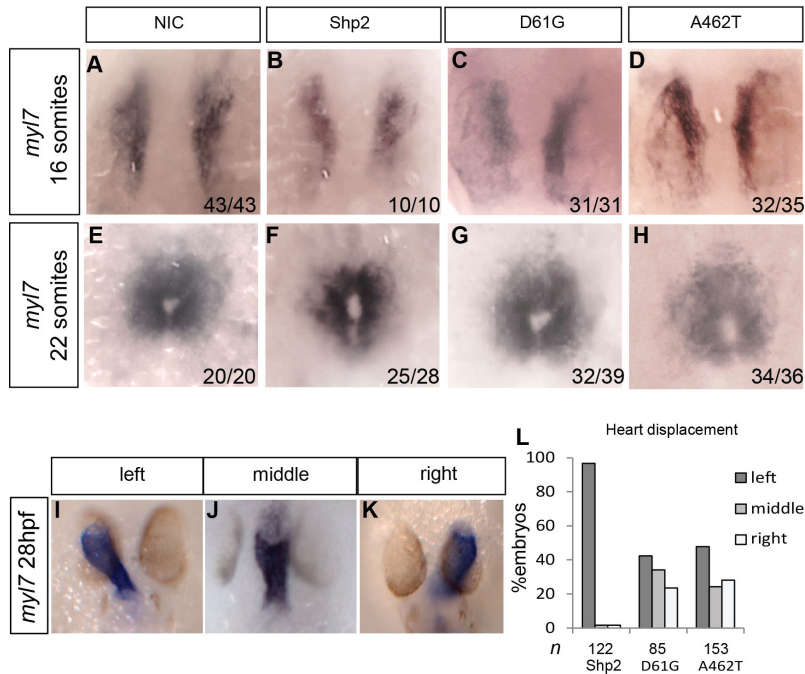 NIC Shp2 D61G A462T
myl7 16 somites
A B C D
43/43 10/10 31/31 32/35
myl7 22 somites
E F G H
20/20 25/28 32/39 34/36
left middle right
myl7 28hpf
I J K
L
Heart displacement
%embryos
100
80
60
40
20
0
left
middle
right
n 122 85 153
Shp2 D61G A462T